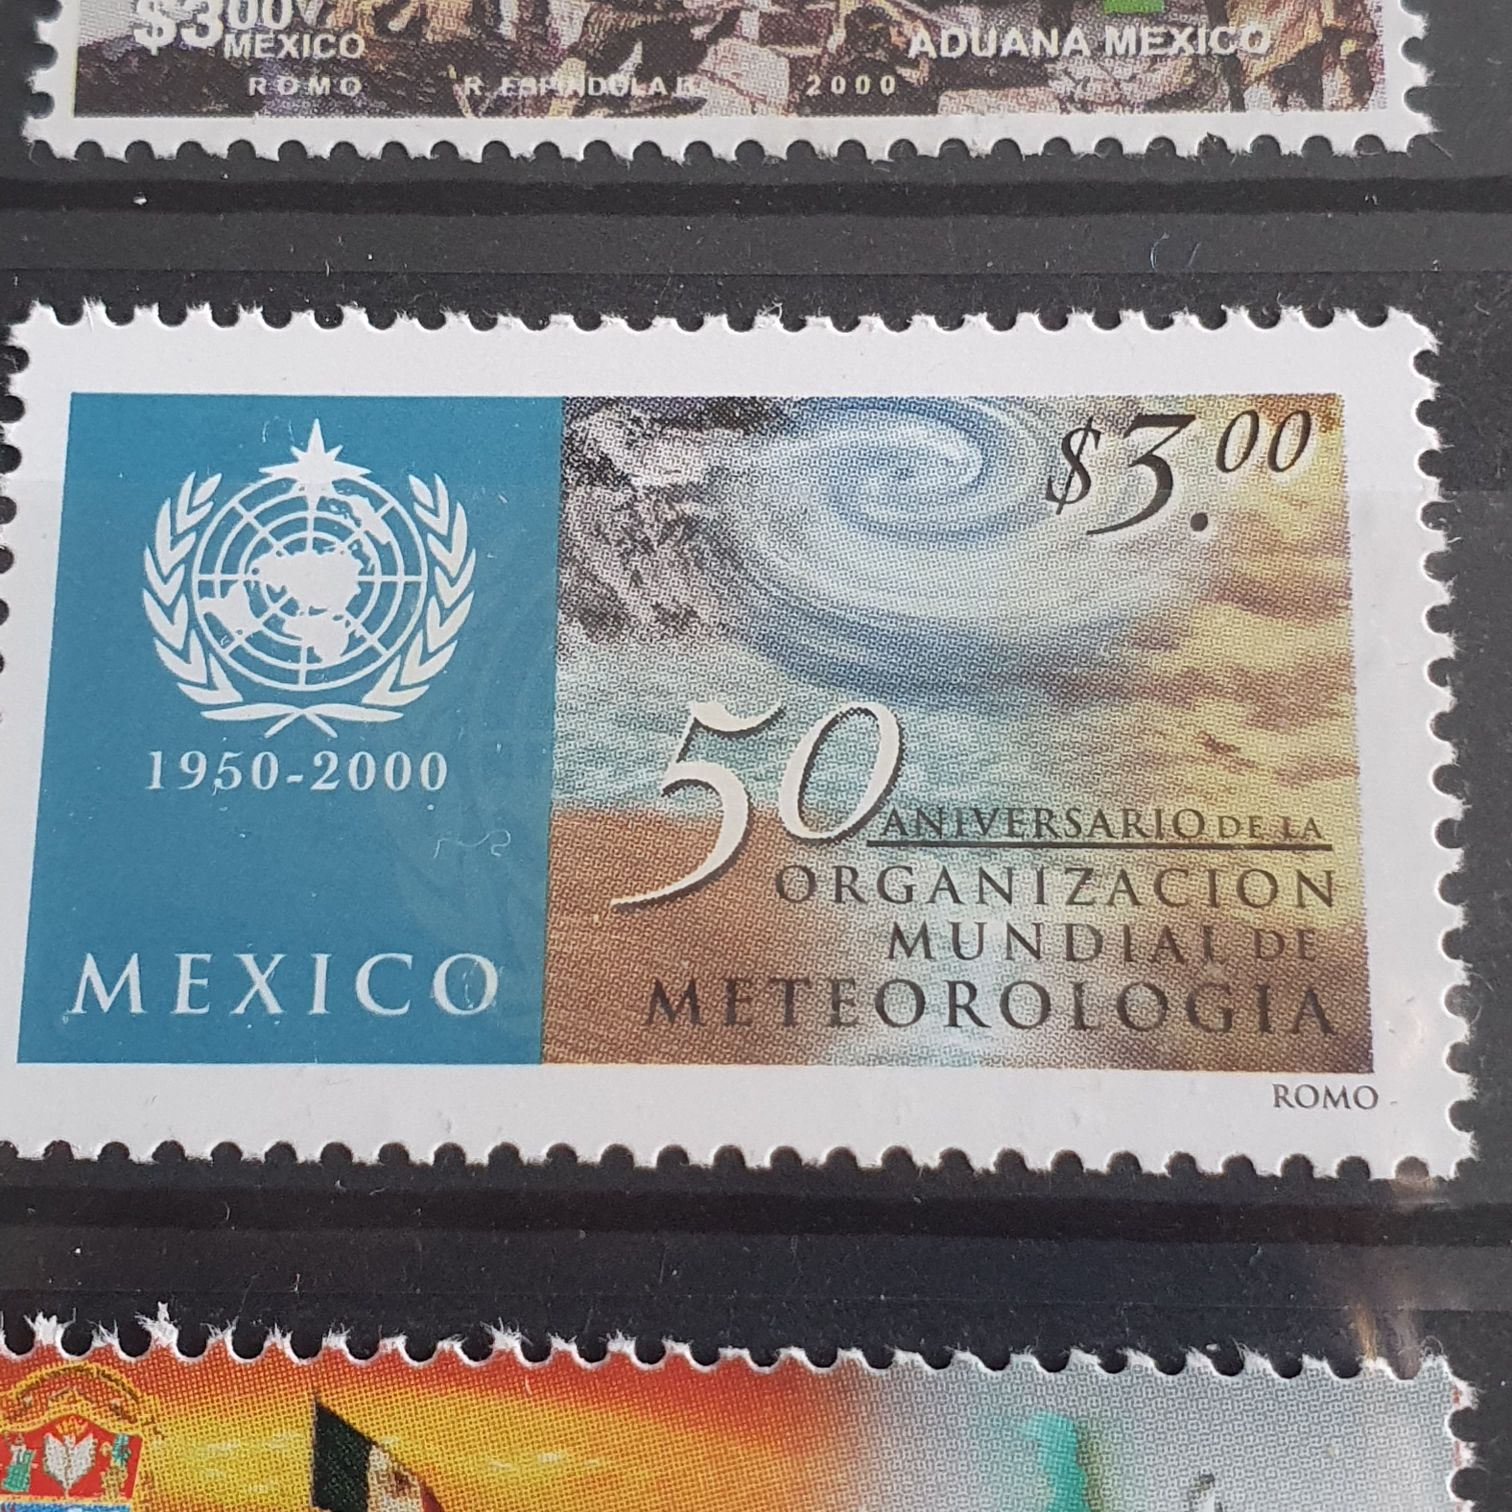 $3.00
MEXICO
ADUANA MEXICO
ROMO
R. ESPINDOLA B.
2000
$3.00
1950-2000
50 ANIVERSARIO DE LA
ORGANIZACION
MUNDIAL DE
METEOROLOGIA
MEXICO
ROMO